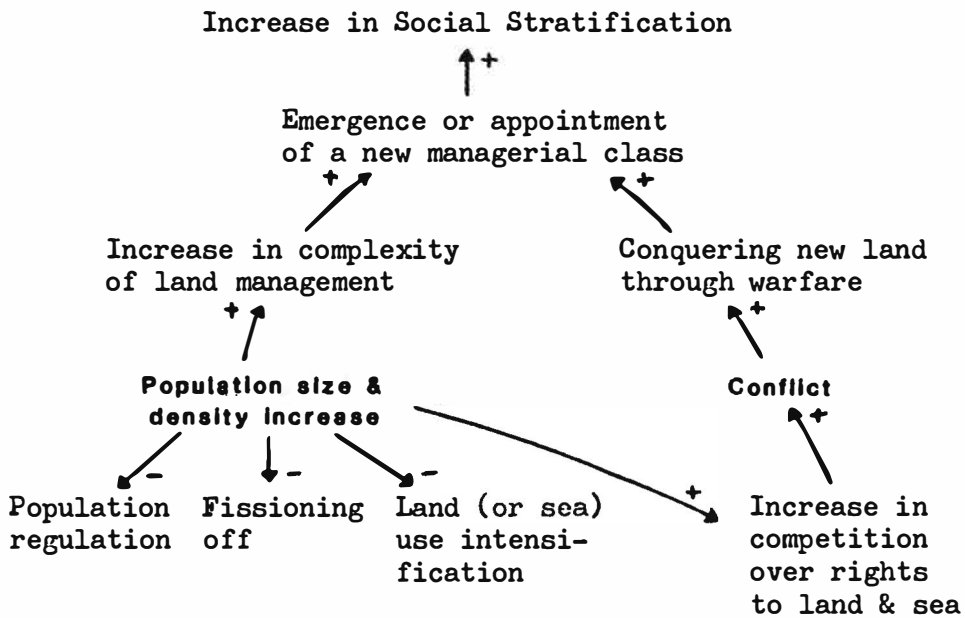 Increase in Social Stratification
+
Emergence or appointment
of a new managerial class
+ +
Increase in complexity
of land management
+
Conquering new land
through warfare
+
Population size &
density increase
Conflict
+
- - -
+
Population
regulation
Fissioning
off
Land (or sea)
use intensi-
fication
Increase in
competition
over rights
to land & sea